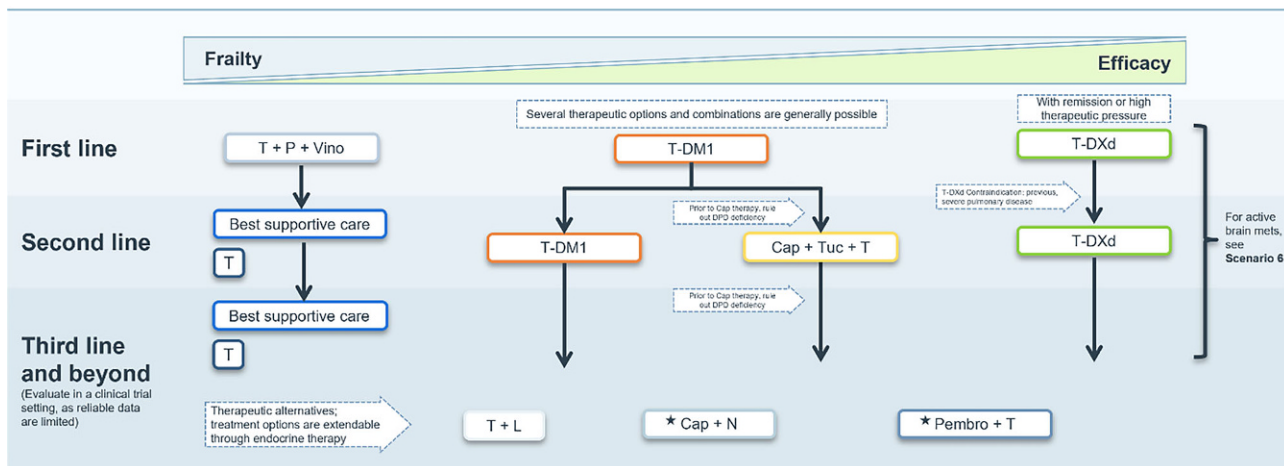 Frailty
Efficacy
First line
Several therapeutic options and combinations are generally possible
With remission or high
therapeutic pressure
T + P + Vino
T-DM1
T-DXd
T-DXd Contraindication: previous,
severe pulmonary disease
Second line
Best supportive care
T
Prior to Cap therapy, rule
out DPD deficiency
T-DM1
Cap + Tuc + T
T-DXd
For active
brain mets,
see
Scenario 6
Prior to Cap therapy, rule
out DPD deficiency
Best supportive care
T
Third line
and beyond
(Evaluate in a clinical trial
setting, as reliable data
are limited)
Therapeutic alternatives;
treatment options are extendable
through endocrine therapy
T + L
★ Cap + N
★ Pembro + T